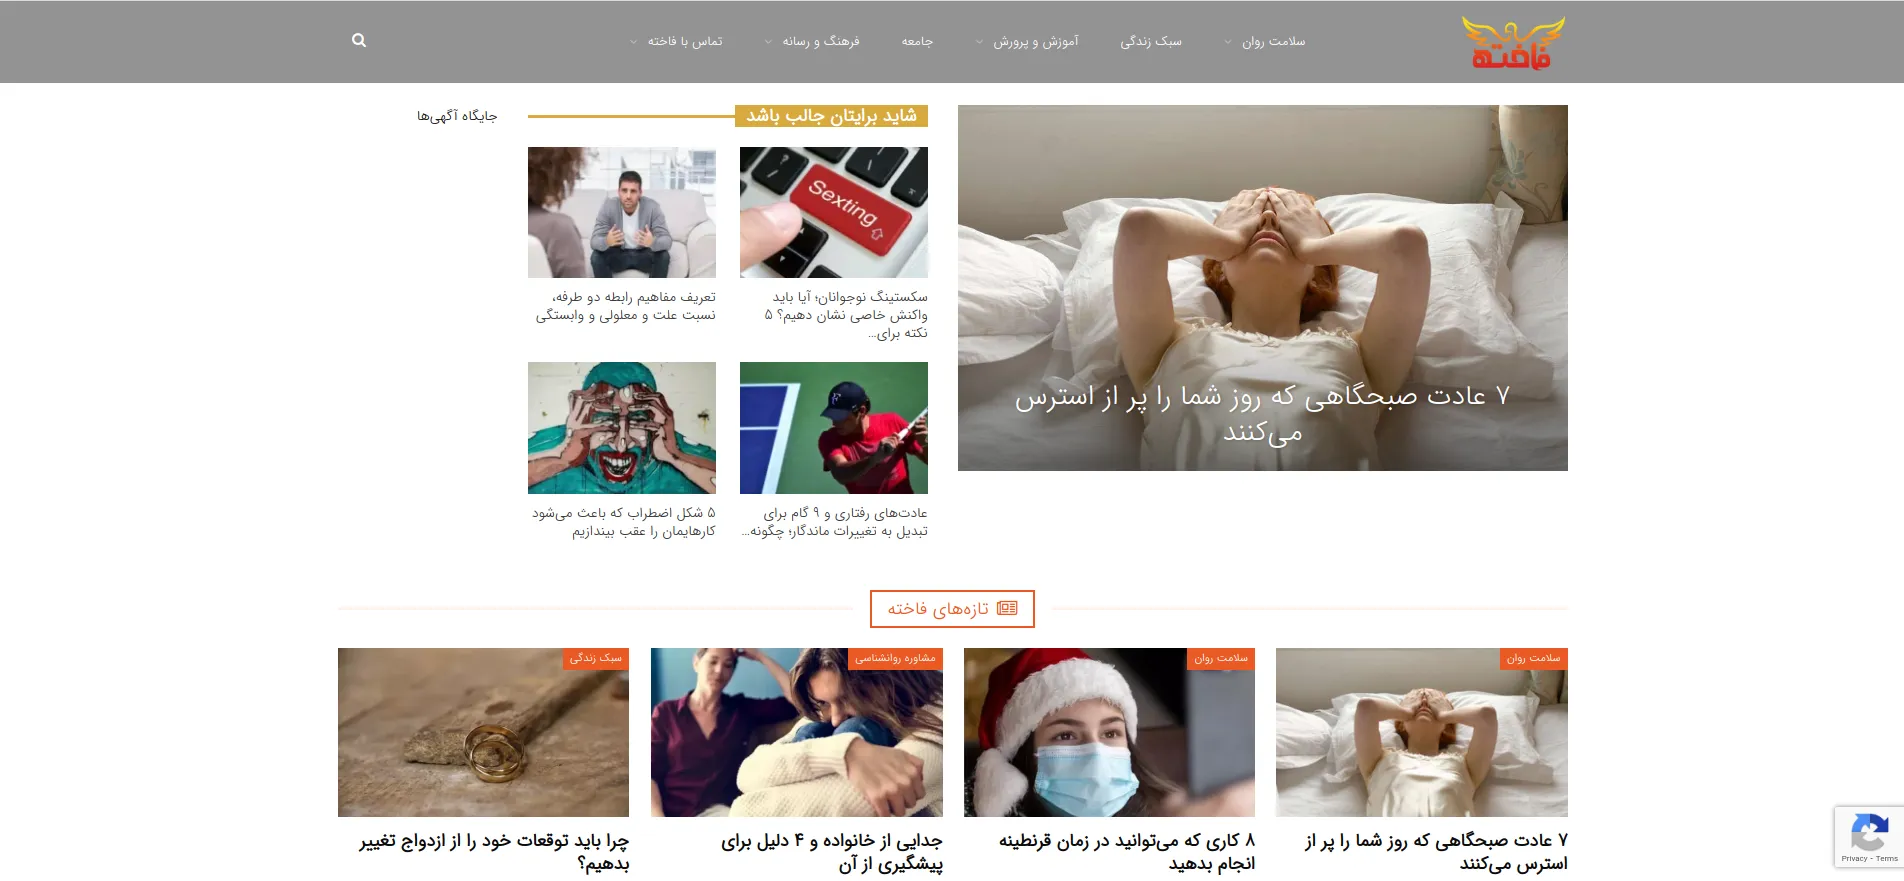 فاخته
سلامت روان
سبک زندگی
آموزش و پرورش
جامعه
فرهنگ و رسانه
تماس با فاخته
۷ عادت صبحگاهی که روز شما را پر از استرس
می‌کنند
شاید برایتان جالب باشد
Sexting
سکستینگ نوجوانان؛ آیا باید
واکنش خاصی نشان دهیم؟ ۵
نکته برای...
تعریف مفاهیم رابطه دو طرفه،
نسبت علت و معلولی و وابستگی
عادت‌های رفتاری و ۹ گام برای
تبدیل به تغییرات ماندگار؛ چگونه...
۵ شکل اضطراب که باعث می‌شود
کارهایمان را عقب بیندازیم
جایگاه آگهی‌ها
تازه‌های فاخته
سلامت روان
۷ عادت صبحگاهی که روز شما را پر از
استرس می‌کنند
سلامت روان
۸ کاری که می‌توانید در زمان قرنطینه
انجام بدهید
مشاوره روانشناسی
جدایی از خانواده و ۴ دلیل برای
پیشگیری از آن
سبک زندگی
چرا باید توقعات خود را از ازدواج تغییر
بدهیم؟
Privacy - Terms